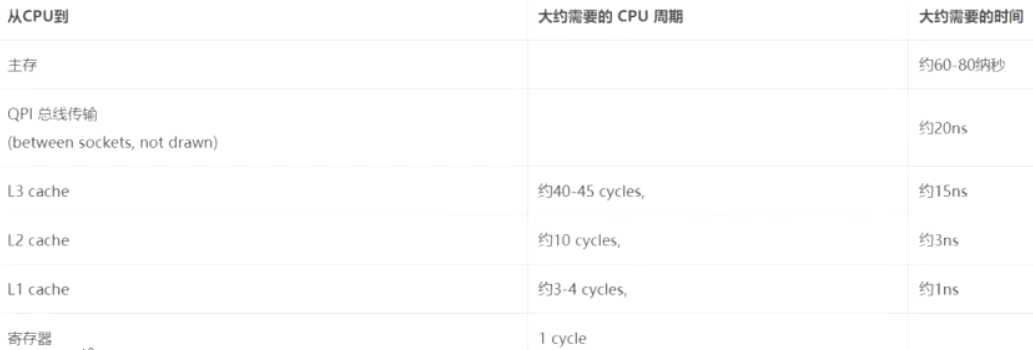 从CPU到 大约需要的 CPU 周期 大约需要的时间
主存 约60-80纳秒
QPI 总线传输
(between sockets, not drawn) 约20ns
L3 cache 约40-45 cycles, 约15ns
L2 cache 约10 cycles, 约3ns
L1 cache 约3-4 cycles, 约1ns
寄存器 1 cycle